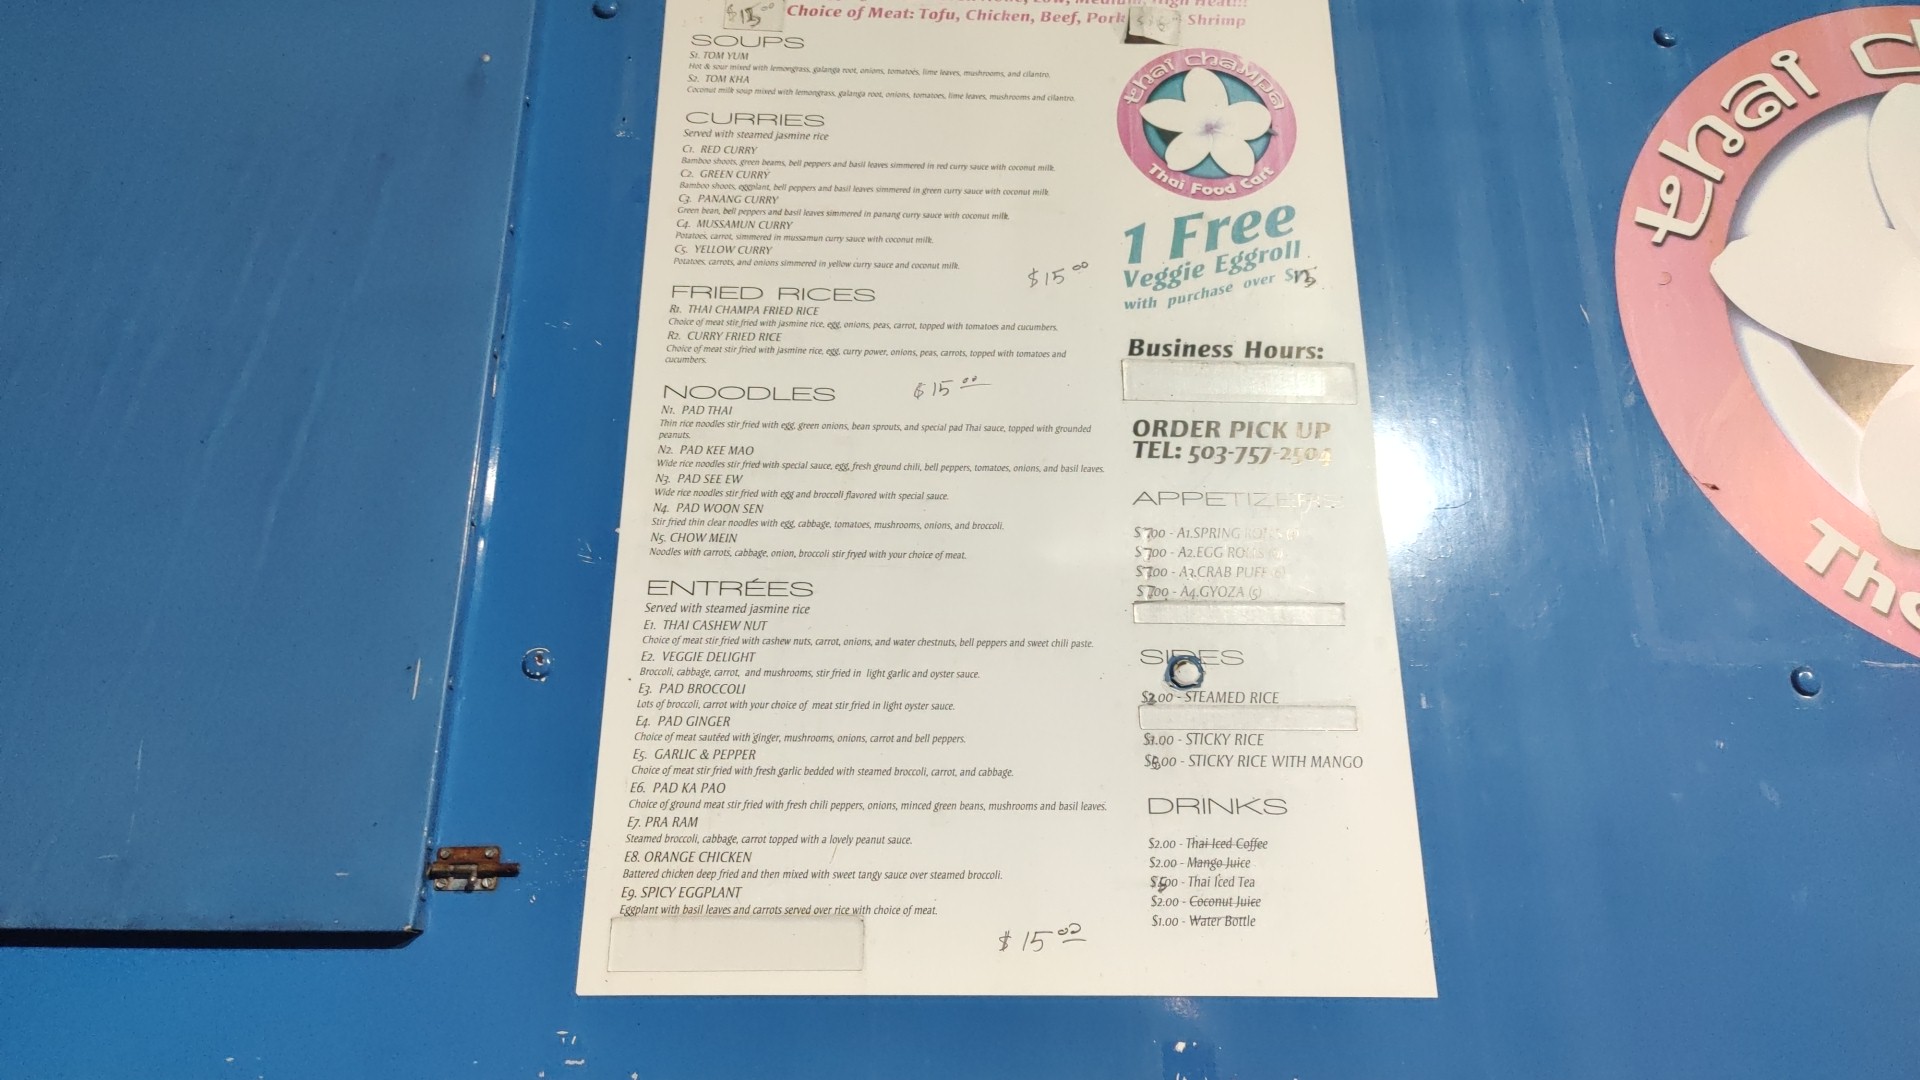 $15.00
Choice of Meat: Tofu, Chicken, Beef, Pork Shrimp
SOUPS
S1. TOM YUM
Hot & sour mixed with lemongrass, galanga root, onions, tomatoes, lime leaves, mushrooms, and cilantro.
S2. TOM KHA
Coconut milk soup mixed with lemongrass, galanga root, onions, tomatoes, lime leaves, mushrooms and cilantro.
CURRIES
Served with steamed jasmine rice
C1. RED CURRY
Bamboo shoots, green beams, bell peppers and basil leaves simmered in red curry sauce with coconut milk.
C2. GREEN CURRY
Bamboo shoots, eggplant, bell peppers and basil leaves simmered in green curry sauce with coconut milk.
C3. PANANG CURRY
Green bean, bell peppers and basil leaves simmered in panang curry sauce with coconut milk.
C4. MUSSAMUN CURRY
Potatoes, carrot, simmered in mussamun curry sauce with coconut milk.
C5. YELLOW CURRY
Potatoes, carrots, and onions simmered in yellow curry sauce and coconut milk.
$15.00
FRIED RICES
R1. THAI CHAMPA FRIED RICE
Choice of meat stir fried with jasmine rice, egg, onions, peas, carrot, topped with tomatoes and cucumbers.
R2. CURRY FRIED RICE
Choice of meat stir fried with jasmine rice, egg, curry power, onions, peas, carrots, topped with tomatoes and
cucumbers.
NOODLES
$15.00
N1. PAD THAI
Thin rice noodles stir fried with egg, green onions, bean sprouts, and special pad Thai sauce, topped with grounded
peanuts.
N2. PAD KEE MAO
Wide rice noodles stir fried with special sauce, egg, fresh ground chili, bell peppers, tomatoes, onions, and basil leaves.
N3. PAD SEE EW
Wide rice noodles stir fried with egg and broccoli flavored with special sauce.
N4. PAD WOON SEN
Stir fried thin clear noodles with egg, cabbage, tomatoes, mushrooms, onions, and broccoli.
N5. CHOW MEIN
Noodles with carrots, cabbage, onion, broccoli stir fryed with your choice of meat.
ENTRÉES
Served with steamed jasmine rice
E1. THAI CASHEW NUT
Choice of meat stir fried with cashew nuts, carrot, onions, and water chestnuts, bell peppers and sweet chili paste.
E2. VEGGIE DELIGHT
Broccoli, cabbage, carrot, and mushrooms, stir fried in light garlic and oyster sauce.
E3. PAD BROCCOLI
Lots of broccoli, carrot with your choice of meat stir fried in light oyster sauce.
E4. PAD GINGER
Choice of meat sautéed with ginger, mushrooms, onions, carrot and bell peppers.
E5. GARLIC & PEPPER
Choice of meat stir fried with fresh garlic bedded with steamed broccoli, carrot, and cabbage.
E6. PAD KA PAO
Choice of ground meat stir fried with fresh chili peppers, onions, minced green beans, mushrooms and basil leaves.
E7. PRA RAM
Steamed broccoli, cabbage, carrot topped with a lovely peanut sauce.
E8. ORANGE CHICKEN
Battered chicken deep fried and then mixed with sweet tangy sauce over steamed broccoli.
E9. SPICY EGGPLANT
Eggplant with basil leaves and carrots served over rice with choice of meat.
$15.00
thai champa
Thai Food Cart
1 Free
Veggie Eggroll
with purchase over
Business Hours:
ORDER PICK UP
TEL: 503-757-2504
APPETIZERS
$7.00 - A1.SPRING
$7.00 - A2.EGG ROLLS
$7.00 - A3.CRAB PUFF (6)
$7.00 - A4.GYOZA (5)
SIDES
$2.00 - STEAMED RICE
$3.00 - STICKY RICE
STICKY RICE WITH MANGO
DRINKS
$2.00 - Thai Iced Coffee
$2.00 - Mango Juice
$5.00 - Thai Iced Tea
$2.00 - Coconut Juice
$1.00 - Water Bottle
thai